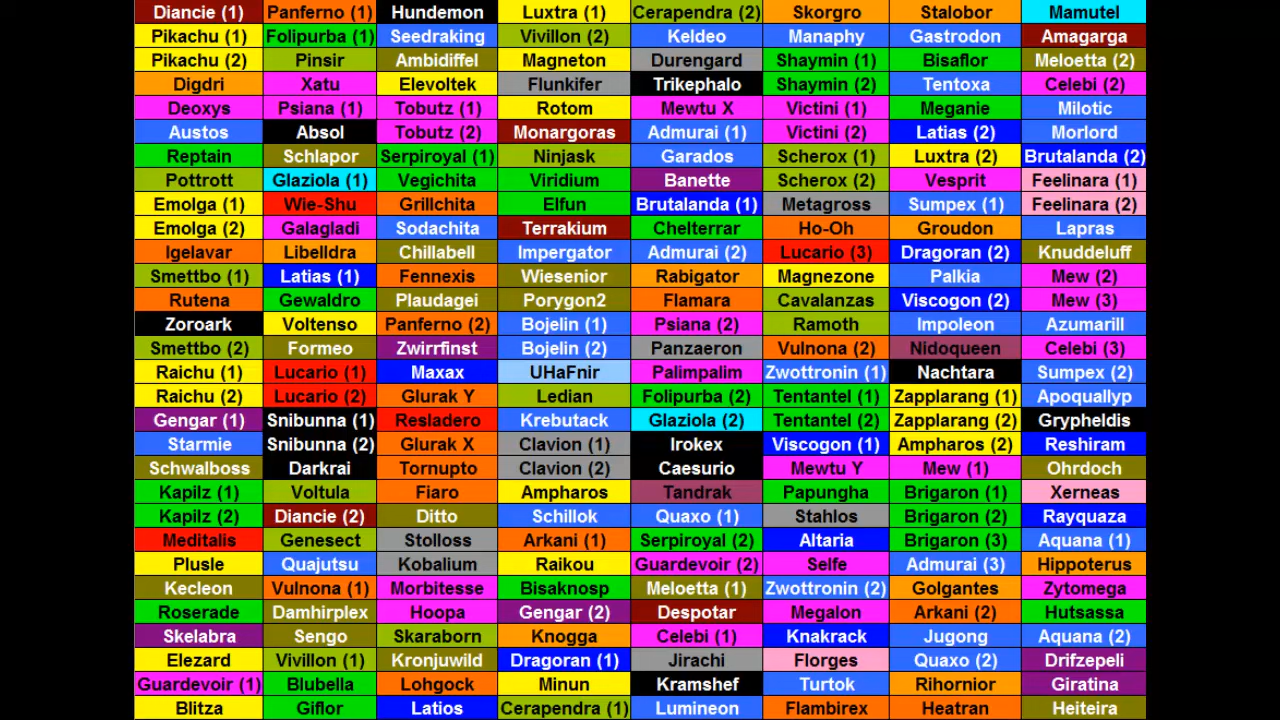 Diancie (1) Panferno (1) Hundemon Luxtra (1) Cerapendra (2) Skorgro Stalobor Mamutel
Pikachu (1) Folipurba (1) Seedraking Vivillon (2) Keldeo Manaphy Gastrodon Amagarga
Pikachu (2) Pinsir Ambidiffel Magneton Durengard Shaymin (1) Bisaflor Meloetta (2)
Digdri Xatu Elevoltek Flunkifer Trikephalo Shaymin (2) Tentoxa Celebi (2)
Deoxys Psiana (1) Tobutz (1) Rotom Mewtu X Victini (1) Meganie Milotic
Austos Absol Tobutz (2) Monargoras Admurai (1) Victini (2) Latias (2) Morlord
Reptain Schlapor Serpiroyal (1) Ninjask Garados Scherox (1) Luxtra (2) Brutalanda (2)
Pottrott Glaziola (1) Vegichita Viridium Banette Scherox (2) Vesprit Feelinara (1)
Emolga (1) Wie-Shu Grillchita Elfun Brutalanda (1) Metagross Sumpex (1) Feelinara (2)
Emolga (2) Galagladi Sodachita Terrakium Chelterrar Ho-Oh Groudon Lapras
Igelavar Libelldra Chillabell Impergator Admurai (2) Lucario (3) Dragoran (2) Knuddeluff
Smettbo (1) Latias (1) Fennexis Wiesenior Rabigator Magnezone Palkia Mew (2)
Rutena Gewaldro Plaudagei Porygon2 Flamara Cavalanzas Viscogon (2) Mew (3)
Zoroark Voltenso Panferno (2) Bojelin (1) Psiana (2) Ramoth Impoleon Azumarill
Smettbo (2) Formeo Zwirrfinst Bojelin (2) Panzaeron Vulnona (2) Nidoqueen Celebi (3)
Raichu (1) Lucario (1) Maxax UHaFnir Palimpalim Zwottronin (1) Nachtara Sumpex (2)
Raichu (2) Lucario (2) Glurak Y Ledian Folipurba (2) Tentantel (1) Zapplarang (1) Apoquallyp
Gengar (1) Snibunna (1) Resladero Krebutack Glaziola (2) Tentantel (2) Zapplarang (2) Grypheldis
Starmie Snibunna (2) Glurak X Clavion (1) Irokex Viscogon (1) Ampharos (2) Reshiram
Schwalboss Darkrai Tornupto Clavion (2) Caesurio Mewtu Y Mew (1) Ohrdoch
Kapilz (1) Voltula Fiaro Ampharos Tandrak Papungha Brigaron (1) Xerneas
Kapilz (2) Diancie (2) Ditto Schillok Quaxo (1) Stahlos Brigaron (2) Rayquaza
Meditalis Genesect Stolloss Arkani (1) Serpiroyal (2) Altaria Brigaron (3) Aquana (1)
Plusle Quajutsu Kobalium Raikou Guardevoir (2) Selfe Admurai (3) Hippoterus
Kecleon Vulnona (1) Morbitesse Bisaknosp Meloetta (1) Zwottronin (2) Golgantes Zytomega
Roserade Damhirplex Hoopa Gengar (2) Despotar Megalon Arkani (2) Hutsassa
Skelabra Sengo Skaraborn Knogga Celebi (1) Knakrack Jugong Aquana (2)
Elezard Vivillon (1) Kronjuwild Dragoran (1) Jirachi Florges Quaxo (2) Drifzepeli
Guardevoir (1) Blubella Lohgock Minun Kramshef Turtok Rihornior Giratina
Blitza Giflor Latios Cerapendra (1) Lumineon Flambirex Heatran Heiteira